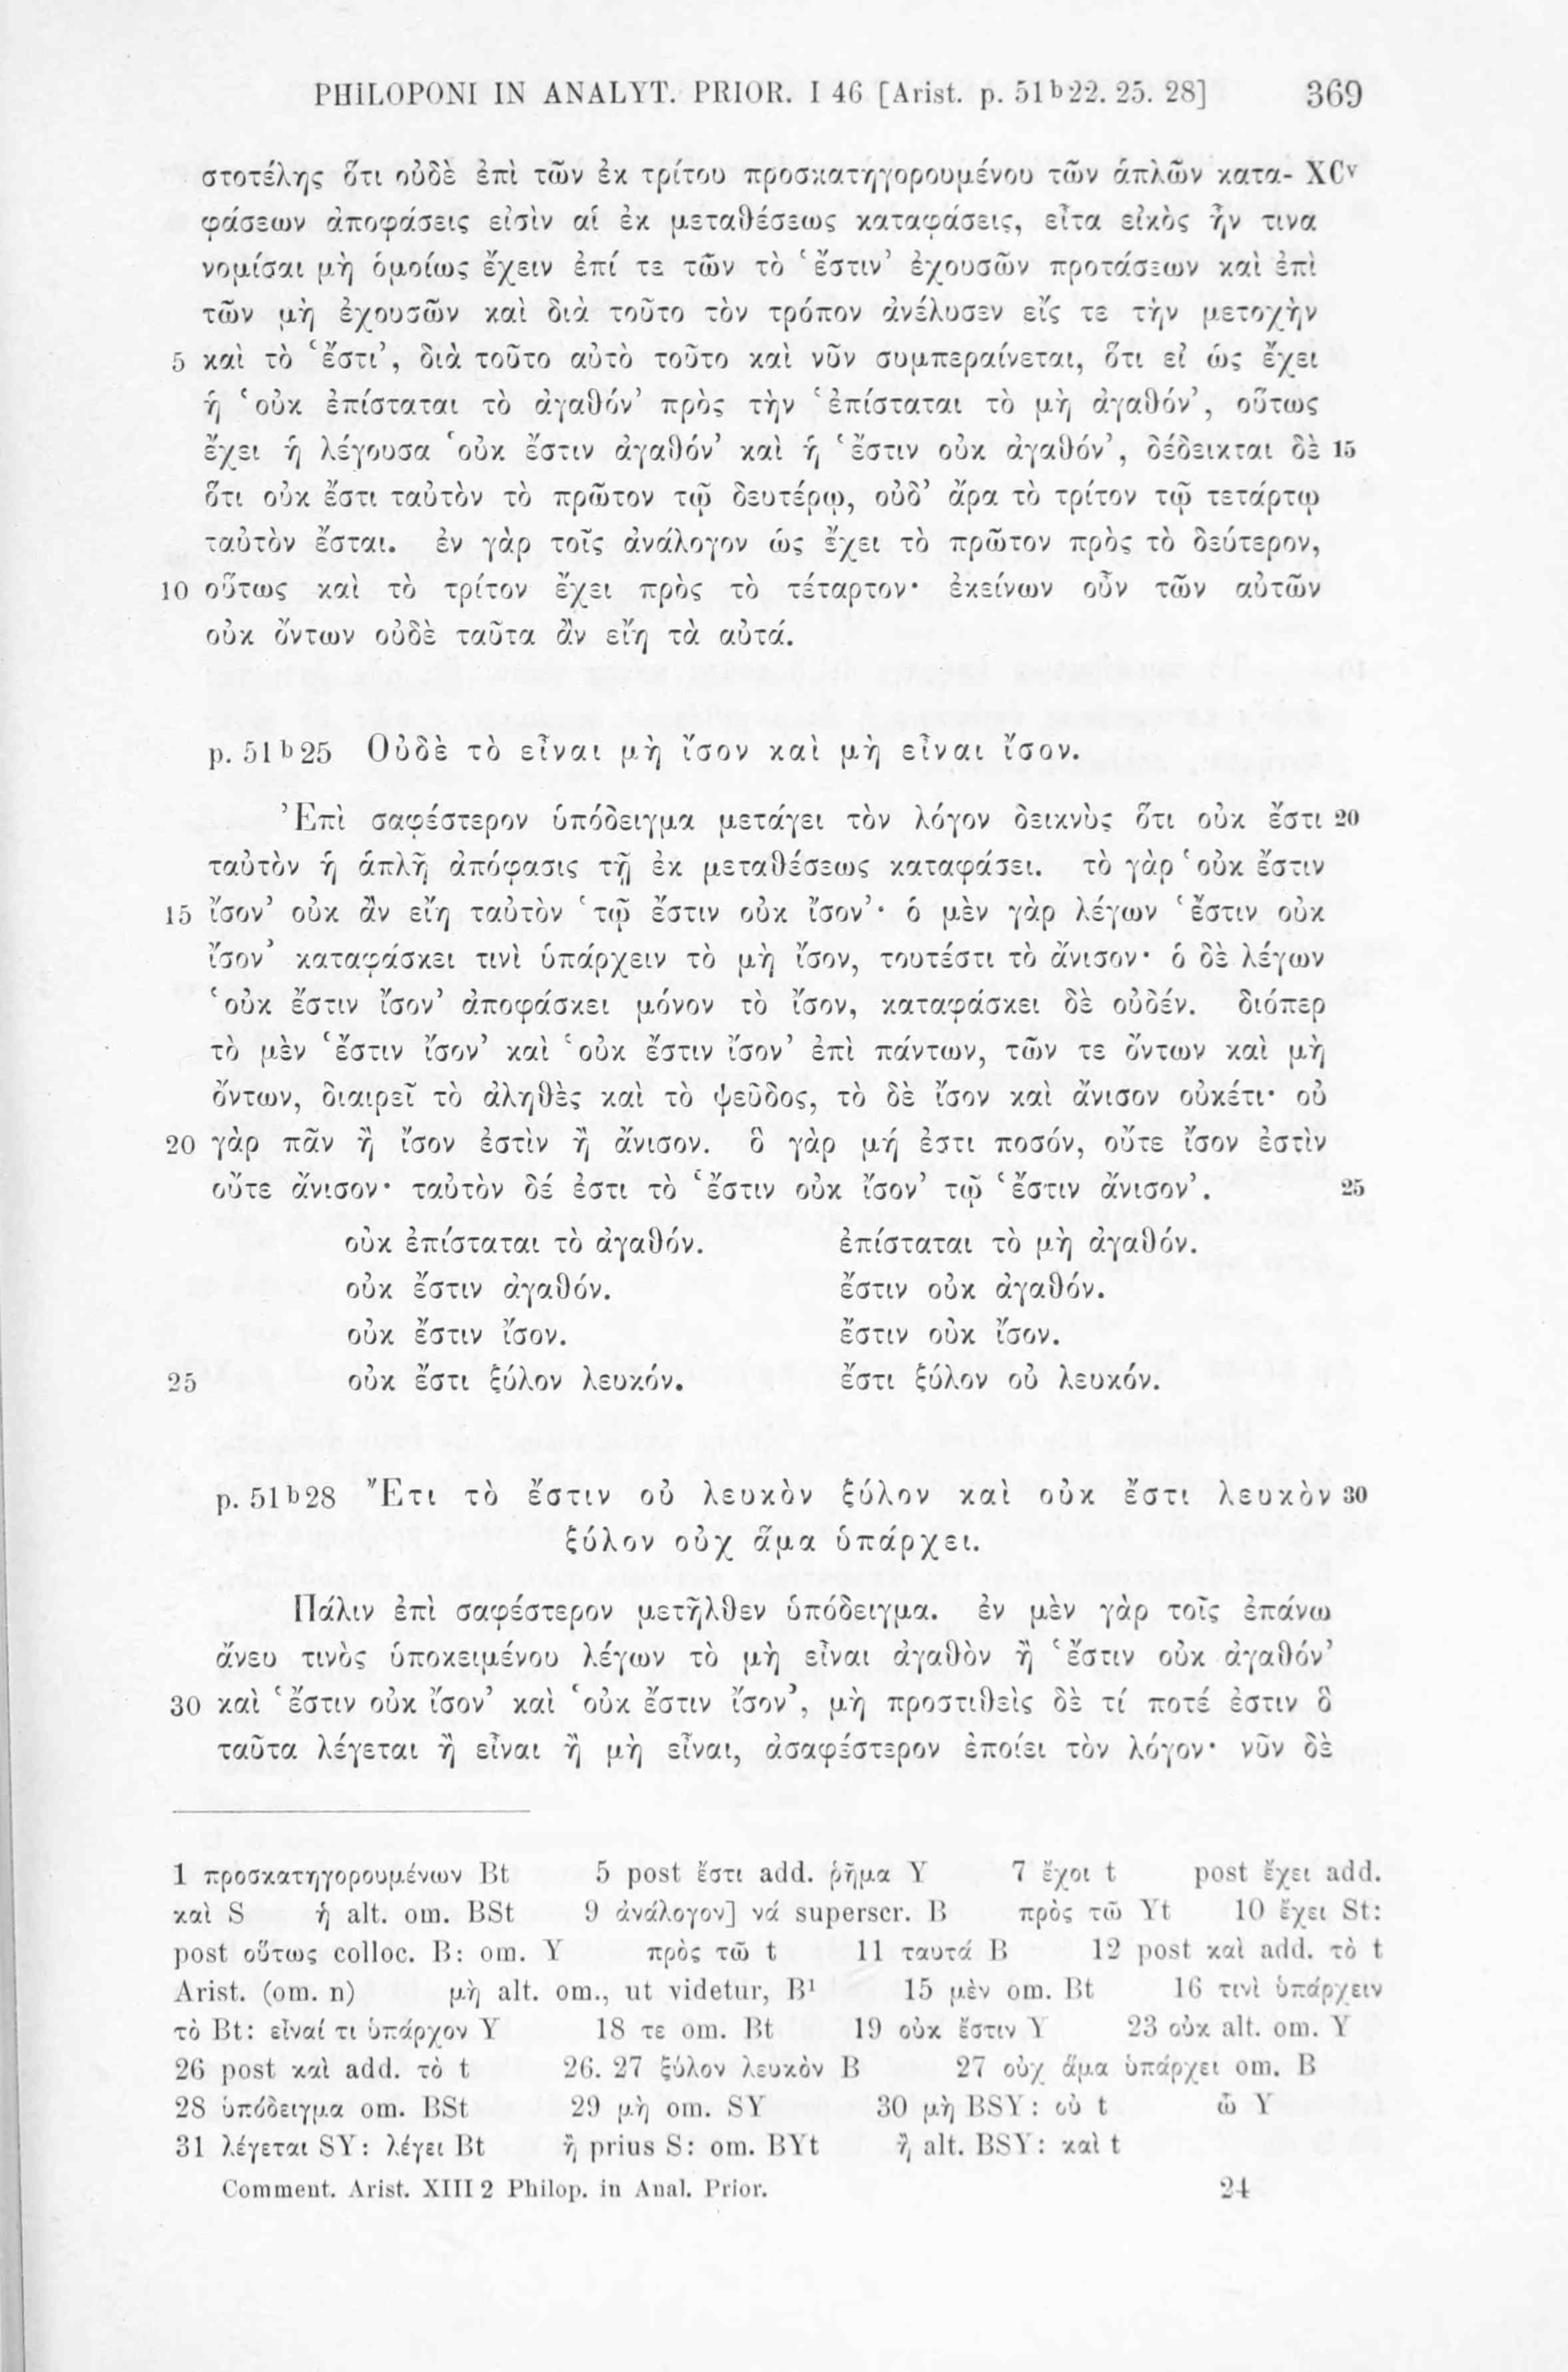 PHILOPONI IN ANALYT. PRIOR. I 46 [Arist. p. 51ᵇ22. 25. 28] 369
στοτέλης ὅτι οὐδὲ ἐπὶ τῶν ἐκ τρίτου προσκατηγορουμένου τῶν ἁπλῶν κατα- XCᵛ
φάσεων ἀποφάσεις εἰσὶν αἱ ἐκ μεταθέσεως καταφάσεις, εἶτα εἰκὸς ἦν τινα
νομίσαι μὴ ὁμοίως ἔχειν ἐπί τε τῶν τὸ ‘ἔστιν’ ἐχουσῶν προτάσεων καὶ ἐπὶ
τῶν μὴ ἐχουσῶν καὶ διὰ τοῦτο τὸν τρόπον ἀνέλυσεν εἴς τε τὴν μετοχὴν
5 καὶ τὸ ‘ἔστι’, διὰ τοῦτο αὐτὸ τοῦτο καὶ νῦν συμπεραίνεται, ὅτι εἰ ὡς ἔχει
ἡ ‘οὐκ ἐπίσταται τὸ ἀγαθόν’ πρὸς τὴν ‘ἐπίσταται τὸ μὴ ἀγαθόν’, οὕτως
ἔχει ἡ λέγουσα ‘οὐκ ἔστιν ἀγαθόν’ καὶ ἡ ‘ἔστιν οὐκ ἀγαθόν’, δέδεικται δὲ 15
ὅτι οὐκ ἔστι ταὐτὸν τὸ πρῶτον τῷ δευτέρῳ, οὐδ’ ἄρα τὸ τρίτον τῷ τετάρτῳ
ταὐτὸν ἔσται. ἐν γὰρ τοῖς ἀνάλογον ὡς ἔχει τὸ πρῶτον πρὸς τὸ δεύτερον,
10 οὕτως καὶ τὸ τρίτον ἔχει πρὸς τὸ τέταρτον· ἐκείνων οὖν τῶν αὐτῶν
οὐκ ὄντων οὐδὲ ταῦτα ἂν εἴη τὰ αὐτά.
p. 51ᵇ25 Οὐδὲ τὸ εἶναι μὴ ἴσον καὶ μὴ εἶναι ἴσον.
Ἐπὶ σαφέστερον ὑπόδειγμα μετάγει τὸν λόγον δεικνὺς ὅτι οὐκ ἔστι 20
ταὐτὸν ἡ ἁπλῆ ἀπόφασις τῇ ἐκ μεταθέσεως καταφάσει. τὸ γὰρ ‘οὐκ ἔστιν
15 ἴσον’ οὐκ ἂν εἴη ταὐτὸν ‘τῷ ἔστιν οὐκ ἴσον’· ὁ μὲν γὰρ λέγων ‘ἔστιν οὐκ
ἴσον’ καταφάσκει τινὶ ὑπάρχειν τὸ μὴ ἴσον, τουτέστι τὸ ἄνισον· ὁ δὲ λέγων
‘οὐκ ἔστιν ἴσον’ ἀποφάσκει μόνον τὸ ἴσον, καταφάσκει δὲ οὐδέν. διόπερ
τὸ μὲν ‘ἔστιν ἴσον’ καὶ ‘οὐκ ἔστιν ἴσον’ ἐπὶ πάντων, τῶν τε ὄντων καὶ μὴ
ὄντων, διαιρεῖ τὸ ἀληθὲς καὶ τὸ ψεῦδος, τὸ δὲ ἴσον καὶ ἄνισον οὐκέτι· οὐ
20 γὰρ πᾶν ἢ ἴσον ἐστὶν ἢ ἄνισον. ὃ γὰρ μή ἐστι ποσόν, οὔτε ἴσον ἐστὶν
οὔτε ἄνισον· ταὐτὸν δέ ἐστι τὸ ‘ἔστιν οὐκ ἴσον’ τῷ ‘ἔστιν ἄνισον’. 25
οὐκ ἐπίσταται τὸ ἀγαθόν. ἐπίσταται τὸ μὴ ἀγαθόν.
οὐκ ἔστιν ἀγαθόν. ἔστιν οὐκ ἀγαθόν.
οὐκ ἔστιν ἴσον. ἔστιν οὐκ ἴσον.
25 οὐκ ἔστι ξύλον λευκόν. ἔστι ξύλον οὐ λευκόν.
p. 51ᵇ28 Ἔτι τὸ ἔστιν οὐ λευκὸν ξύλον καὶ οὐκ ἔστι λευκὸν 30
ξύλον οὐχ ἅμα ὑπάρχει.
Πάλιν ἐπὶ σαφέστερον μετῆλθεν ὑπόδειγμα. ἐν μὲν γὰρ τοῖς ἐπάνω
ἄνευ τινὸς ὑποκειμένου λέγων τὸ μὴ εἶναι ἀγαθὸν ἢ ‘ἔστιν οὐκ ἀγαθόν’
30 καὶ ‘ἔστιν οὐκ ἴσον’ καὶ ‘οὐκ ἔστιν ἴσον’, μὴ προστιθεὶς δὲ τί ποτέ ἐστιν ὃ
ταῦτα λέγεται ἢ εἶναι ἢ μὴ εἶναι, ἀσαφέστερον ἐποίει τὸν λόγον· νῦν δὲ
1 προσκατηγορουμένων Bt 5 post ἔστι add. ῥῆμα Y 7 ἔχοι t post ἔχει add.
καὶ S ἡ alt. om. BSt 9 ἀνάλογον] νά superscr. B πρὸς τῶ Yt 10 ἔχει St:
post οὕτως colloc. B: om. Y πρὸς τῶ t 11 ταυτά B 12 post καὶ add. τὸ t
Arist. (om. n) μὴ alt. om., ut videtur, B¹ 15 μὲν om. Bt 16 τινὶ ὑπάρχειν
τὸ Bt: εἶναί τι ὑπάρχον Y 18 τε om. Bt 19 οὐκ ἔστιν Y 23 οὐκ alt. om. Y
26 post καὶ add. τὸ t 26. 27 ξύλον λευκὸν B 27 οὐχ ἅμα ὑπάρχει om. B
28 ὑπόδειγμα om. BSt 29 μὴ om. SY 30 μὴ BSY: οὐ t ὧ Y
31 λέγεται SY: λέγει Bt ἢ prius S: om. BYt ἢ alt. BSY: καὶ t
Comment. Arist. XIII 2 Philop. in Anal. Prior. 24